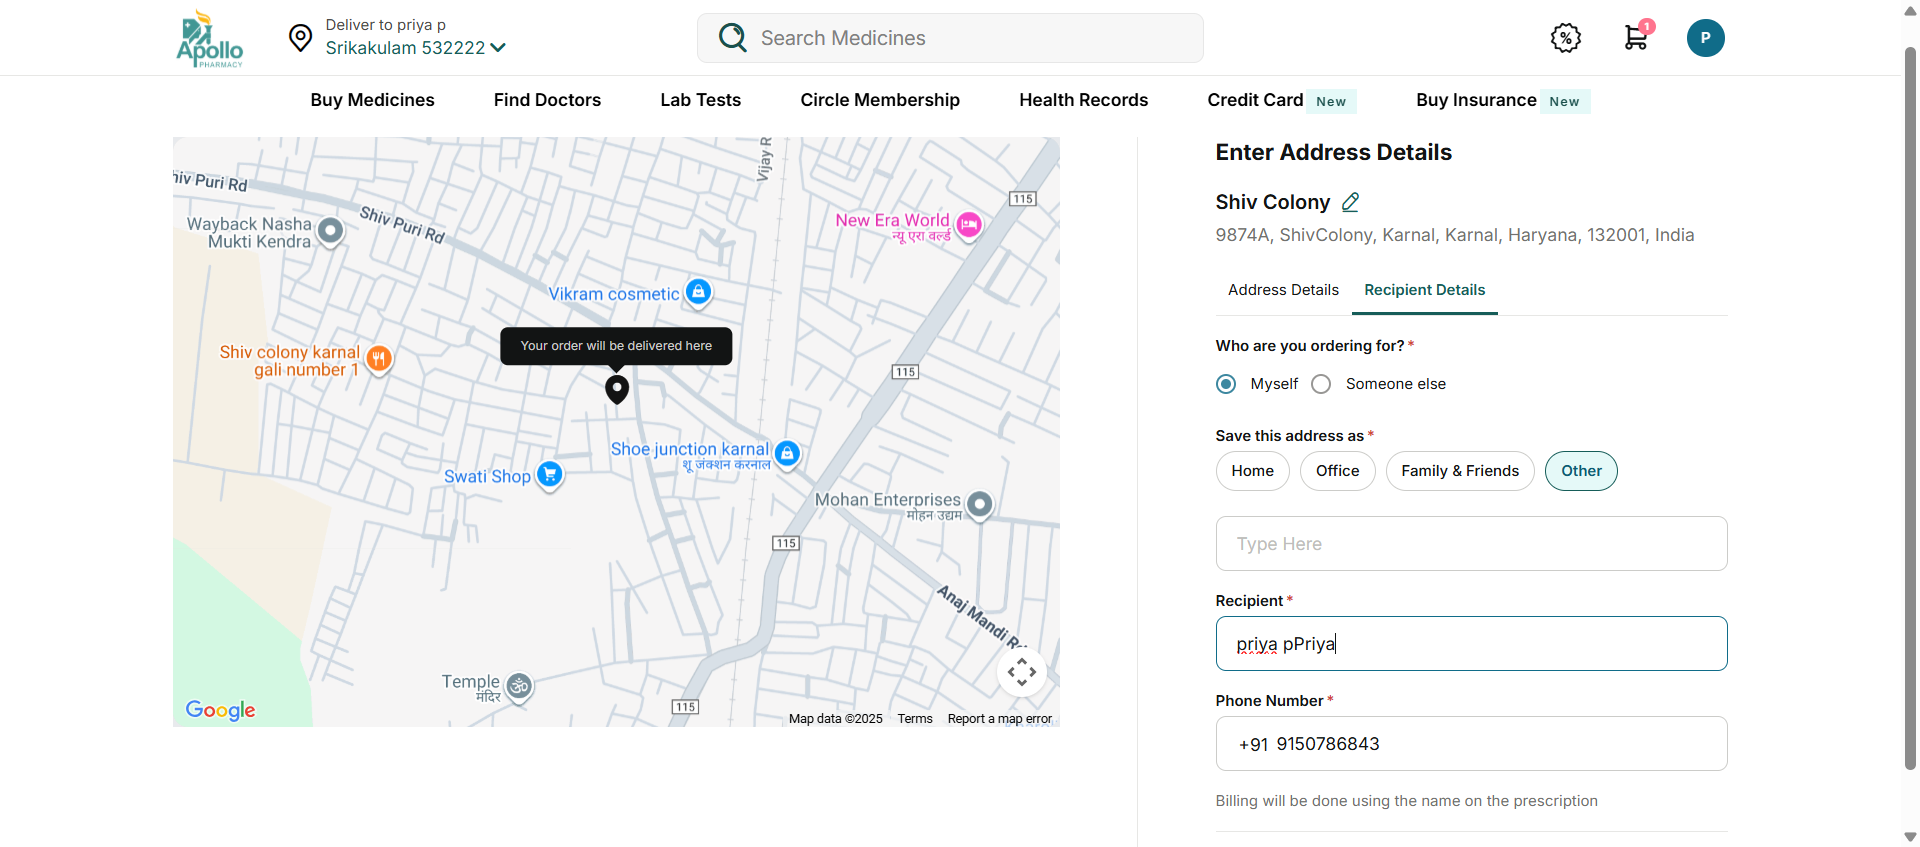 Apollo
PHARMACY
Deliver to priya p
Srikakulam 532222
Search Medicines
%
1
P
Buy Medicines
Find Doctors
Lab Tests
Circle Membership
Health Records
Credit Card New
Buy Insurance New
Shiv Puri Rd
Wayback Nasha
Mukti Kendra
Shiv Puri Rd
Vijay R
115
New Era World
न्यू एरा वर्ल्ड
Vikram cosmetic
Your order will be delivered here
Shiv colony karnal
gali number 1
115
Shoe junction karnal
शू जंक्शन करनाल
Swati Shop
Mohan Enterprises
मोहन उद्यम
115
Anaj Mandi Rd
Temple
मंदिर
115
Google
Map data ©2025
Terms
Report a map error
Enter Address Details
Shiv Colony
9874A, ShivColony, Karnal, Karnal, Haryana, 132001, India
Address Details
Recipient Details
Who are you ordering for?*
Myself
Someone else
Save this address as *
Home
Office
Family & Friends
Other
Type Here
Recipient *
priya pPriya
Phone Number *
+91 9150786843
Billing will be done using the name on the prescription